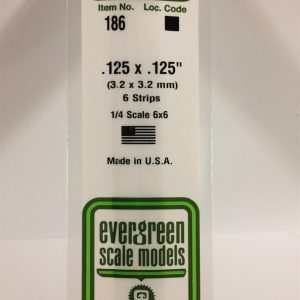 Item No. Loc. Code
186
.125 x .125"
(3.2 x 3.2 mm)
6 Strips
1/4 Scale 6x6
Made in U.S.A.
evergreen
scale models